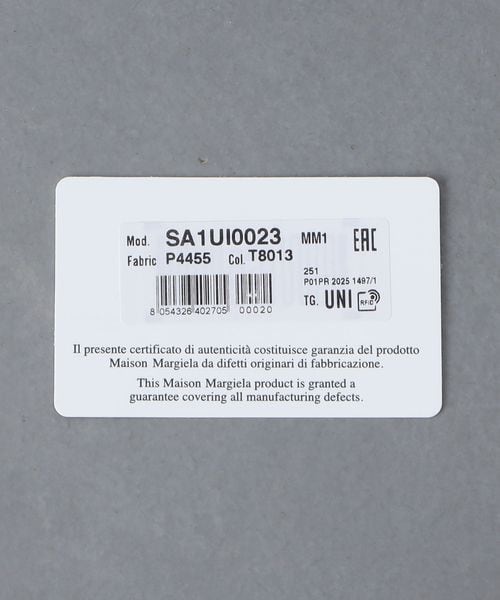 Mod. SA1UI0023 MM1 EAC
Fabric P4455 Col. T8013
251
P01PR 2025 1497/1
TG. UNI RFID
8 054326 402705 00020
Il presente certificato di autenticità costituisce garanzia del prodotto
Maison Margiela da difetti originari di fabbricazione.
This Maison Margiela product is granted a
guarantee covering all manufacturing defects.